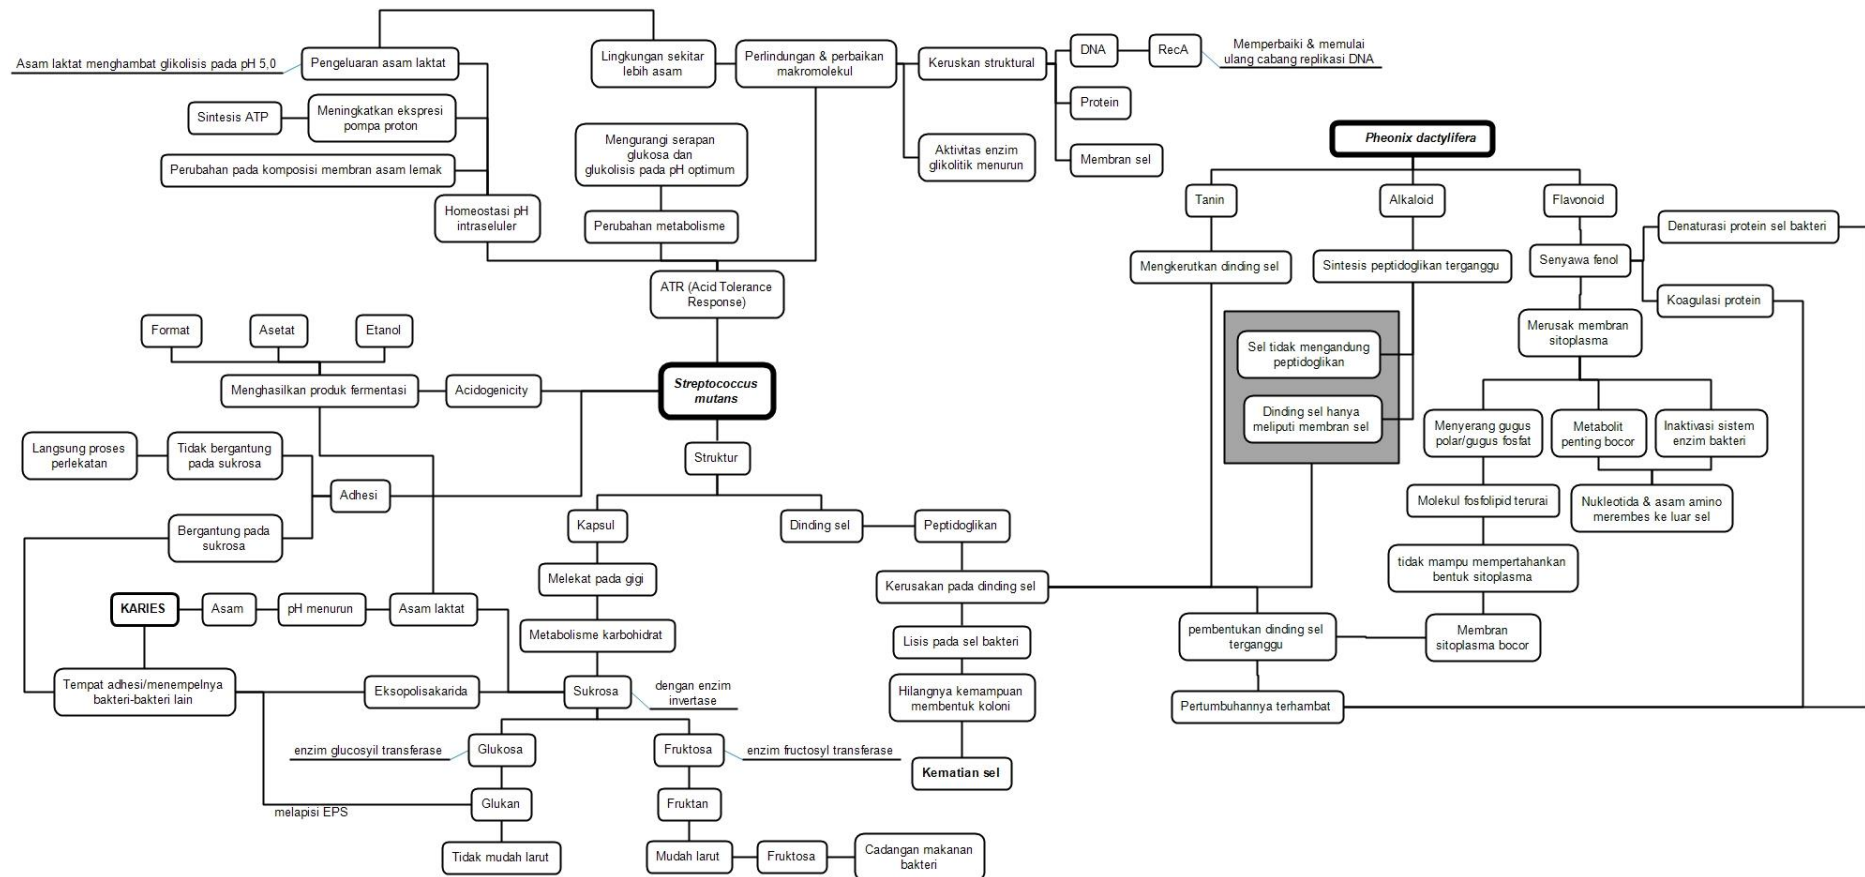 Asam laktat menghambat glikolisis pada pH 5,0
Pengeluaran asam laktat
Lingkungan sekitar
lebih asam
Perlindungan & perbaikan
makromolekul
Keruskan struktural
DNA
RecA
Memperbaiki & memulai
ulang cabang replikasi DNA
Protein
Membran sel
Aktivitas enzim
glikolitik menurun
Sintesis ATP
Meningkatkan ekspresi
pompa proton
Perubahan pada komposisi membran asam lemak
Homeostasi pH
intraseluler
Mengurangi serapan
glukosa dan
glukolisis pada pH optimum
Perubahan metabolisme
ATR (Acid Tolerance
Response)
Format
Asetat
Etanol
Menghasilkan produk fermentasi
Acidogenicity
Streptococcus
mutans
Langsung proses
perlekatan
Tidak bergantung
pada sukrosa
Adhesi
Bergantung pada
sukrosa
Struktur
Kapsul
Dinding sel
Peptidoglikan
Melekat pada gigi
Kerusakan pada dinding sel
KARIES
Asam
pH menurun
Asam laktat
Metabolisme karbohidrat
Lisis pada sel bakteri
Tempat adhesi/menempelnya
bakteri-bakteri lain
Eksopolisakarida
Sukrosa
dengan enzim
invertase
Hilangnya kemampuan
membentuk koloni
enzim glucosyil transferase
Glukosa
Fruktosa
enzim fructosyl transferase
Kematian sel
melapisi EPS
Glukan
Fruktan
Tidak mudah larut
Mudah larut
Fruktosa
Cadangan makanan
bakteri
Pheonix dactylifera
Tanin
Alkaloid
Flavonoid
Mengkerutkan dinding sel
Sintesis peptidoglikan terganggu
Senyawa fenol
Denaturasi protein sel bakteri
Koagulasi protein
Sel tidak mengandung
peptidoglikan
Dinding sel hanya
meliputi membran sel
Merusak membran
sitoplasma
Menyerang gugus
polar/gugus fosfat
Metabolit
penting bocor
Inaktivasi sistem
enzim bakteri
Molekul fosfolipid terurai
Nukleotida & asam amino
merembes ke luar sel
tidak mampu mempertahankan
bentuk sitoplasma
pembentukan dinding sel
terganggu
Membran
sitoplasma bocor
Pertumbuhannya terhambat